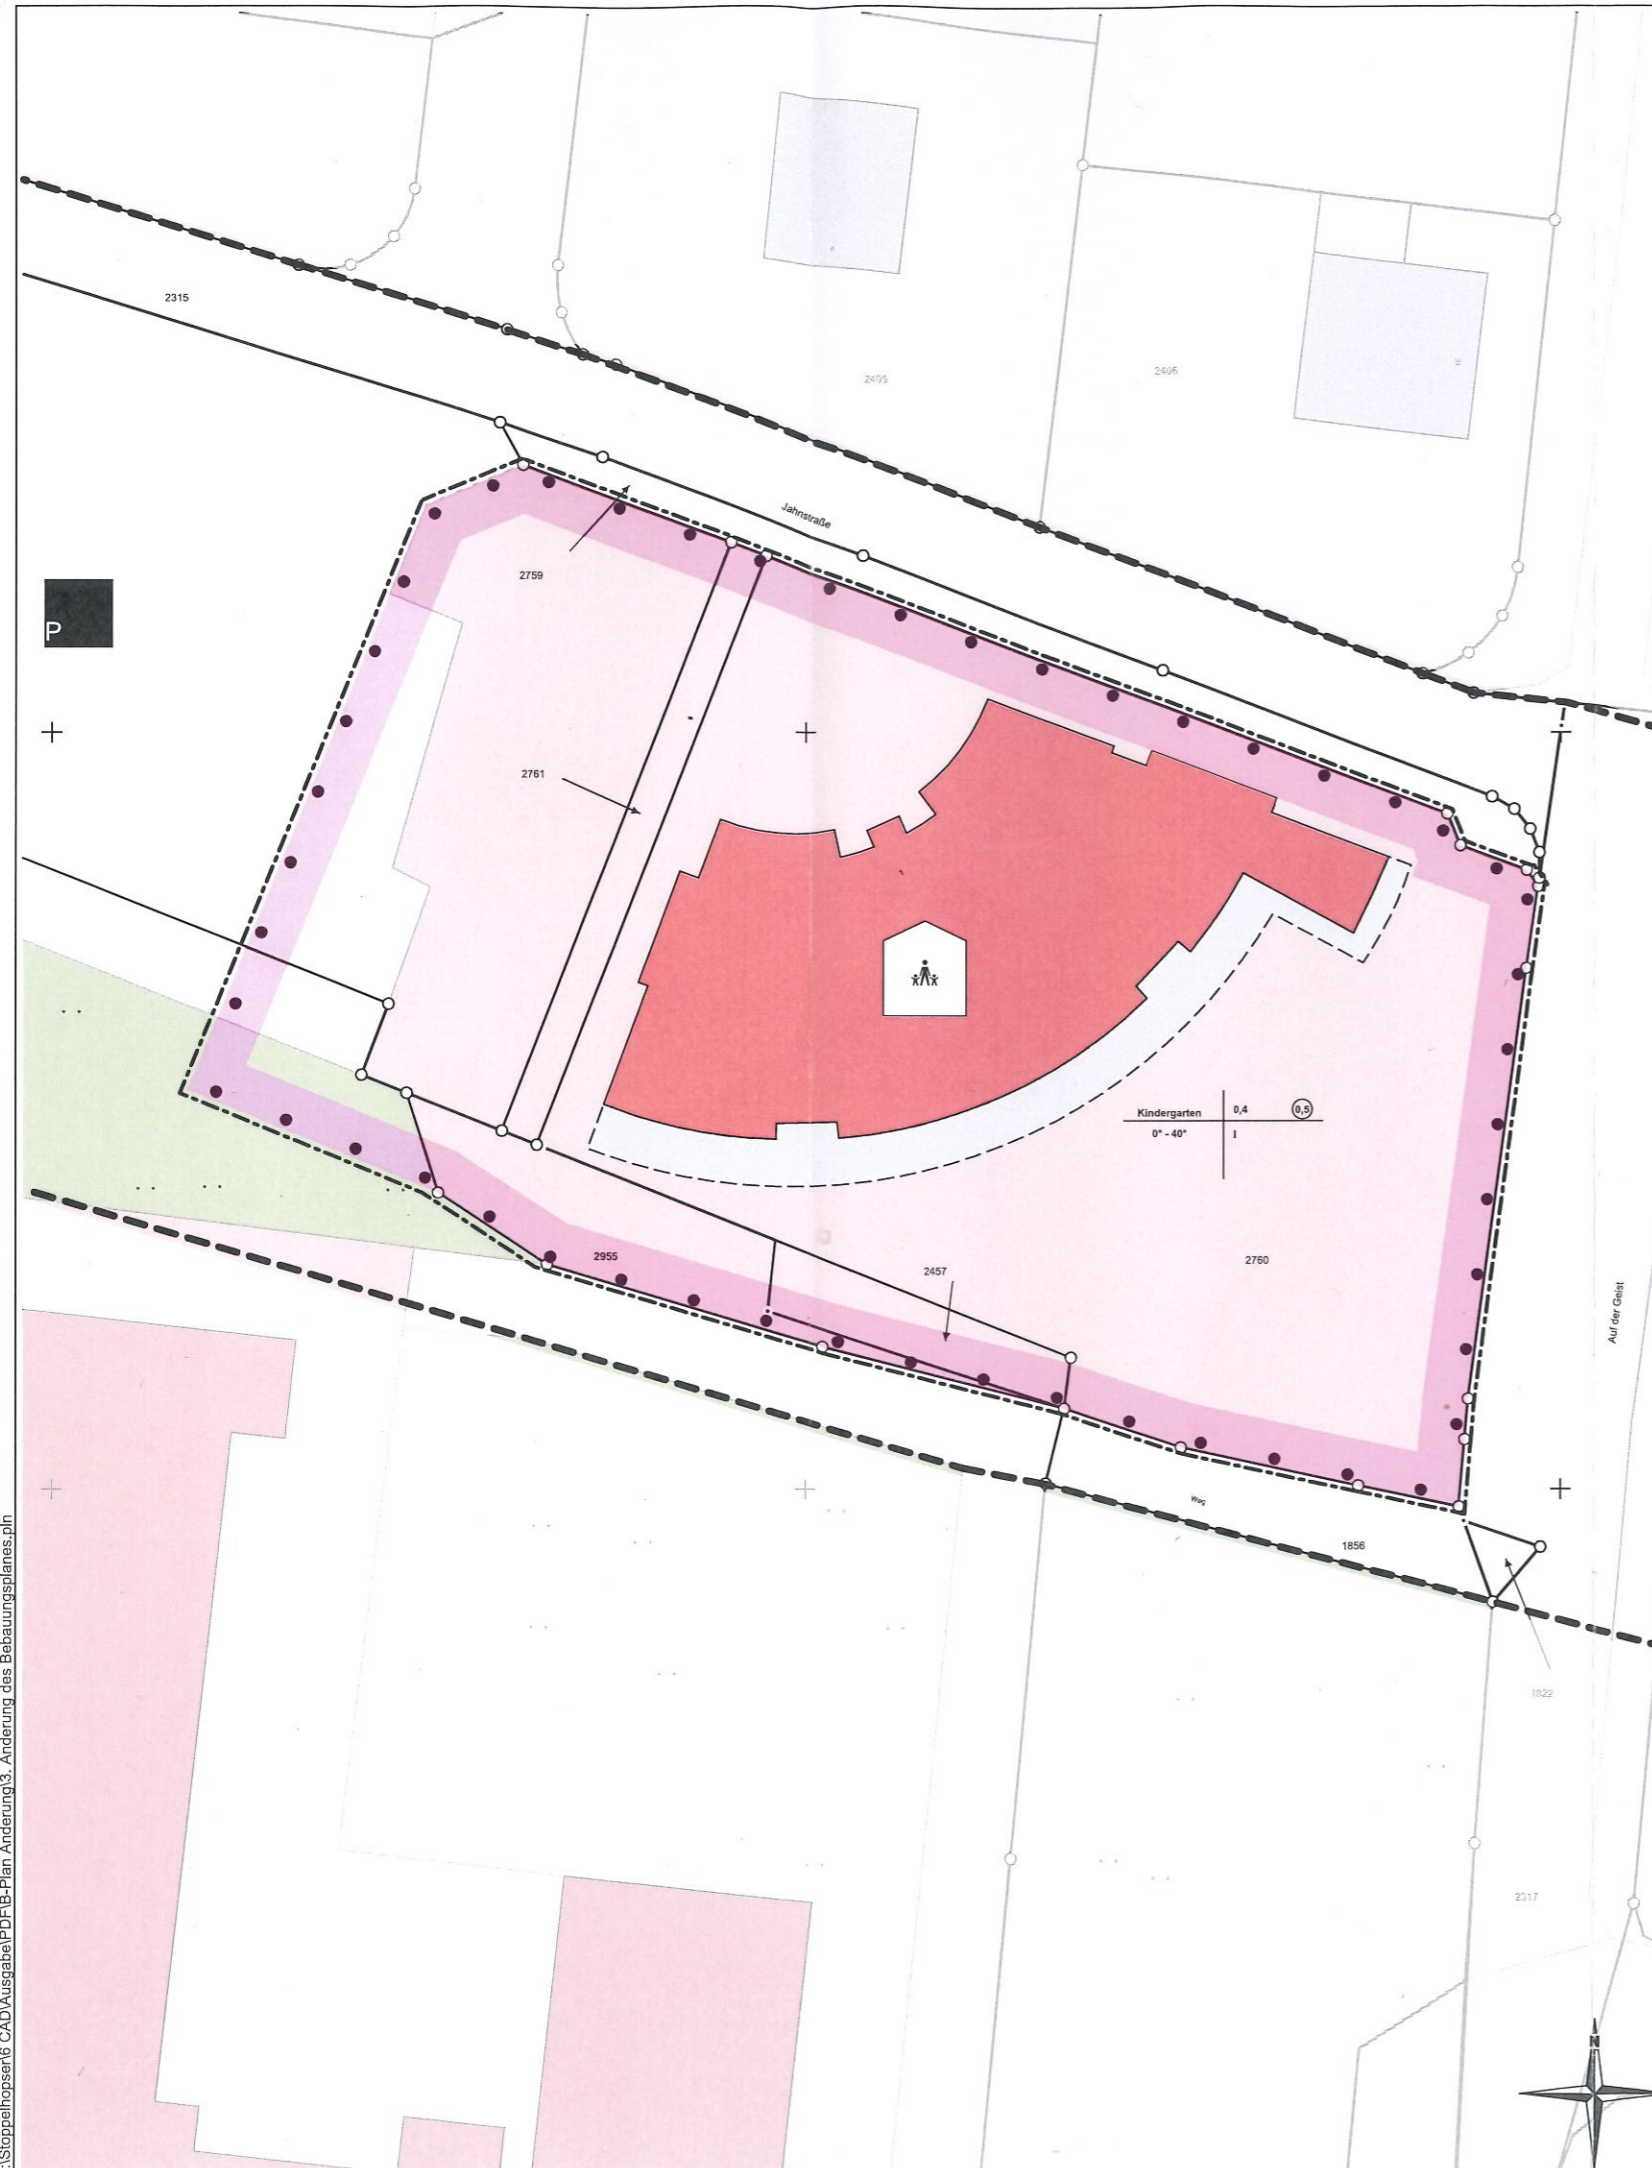 2315
2495
2496
Jahnstraße
2759
P
2761
Kindergarten
0,4
0,5
0° - 40°
I
2955
2457
2760
Auf der Geist
Weg
1856
1822
2317
N
:\Stoppelhopser\6 CAD\Ausgabe\PDF\B-Plan Änderung\3. Änderung des Bebauungsplanes.pln